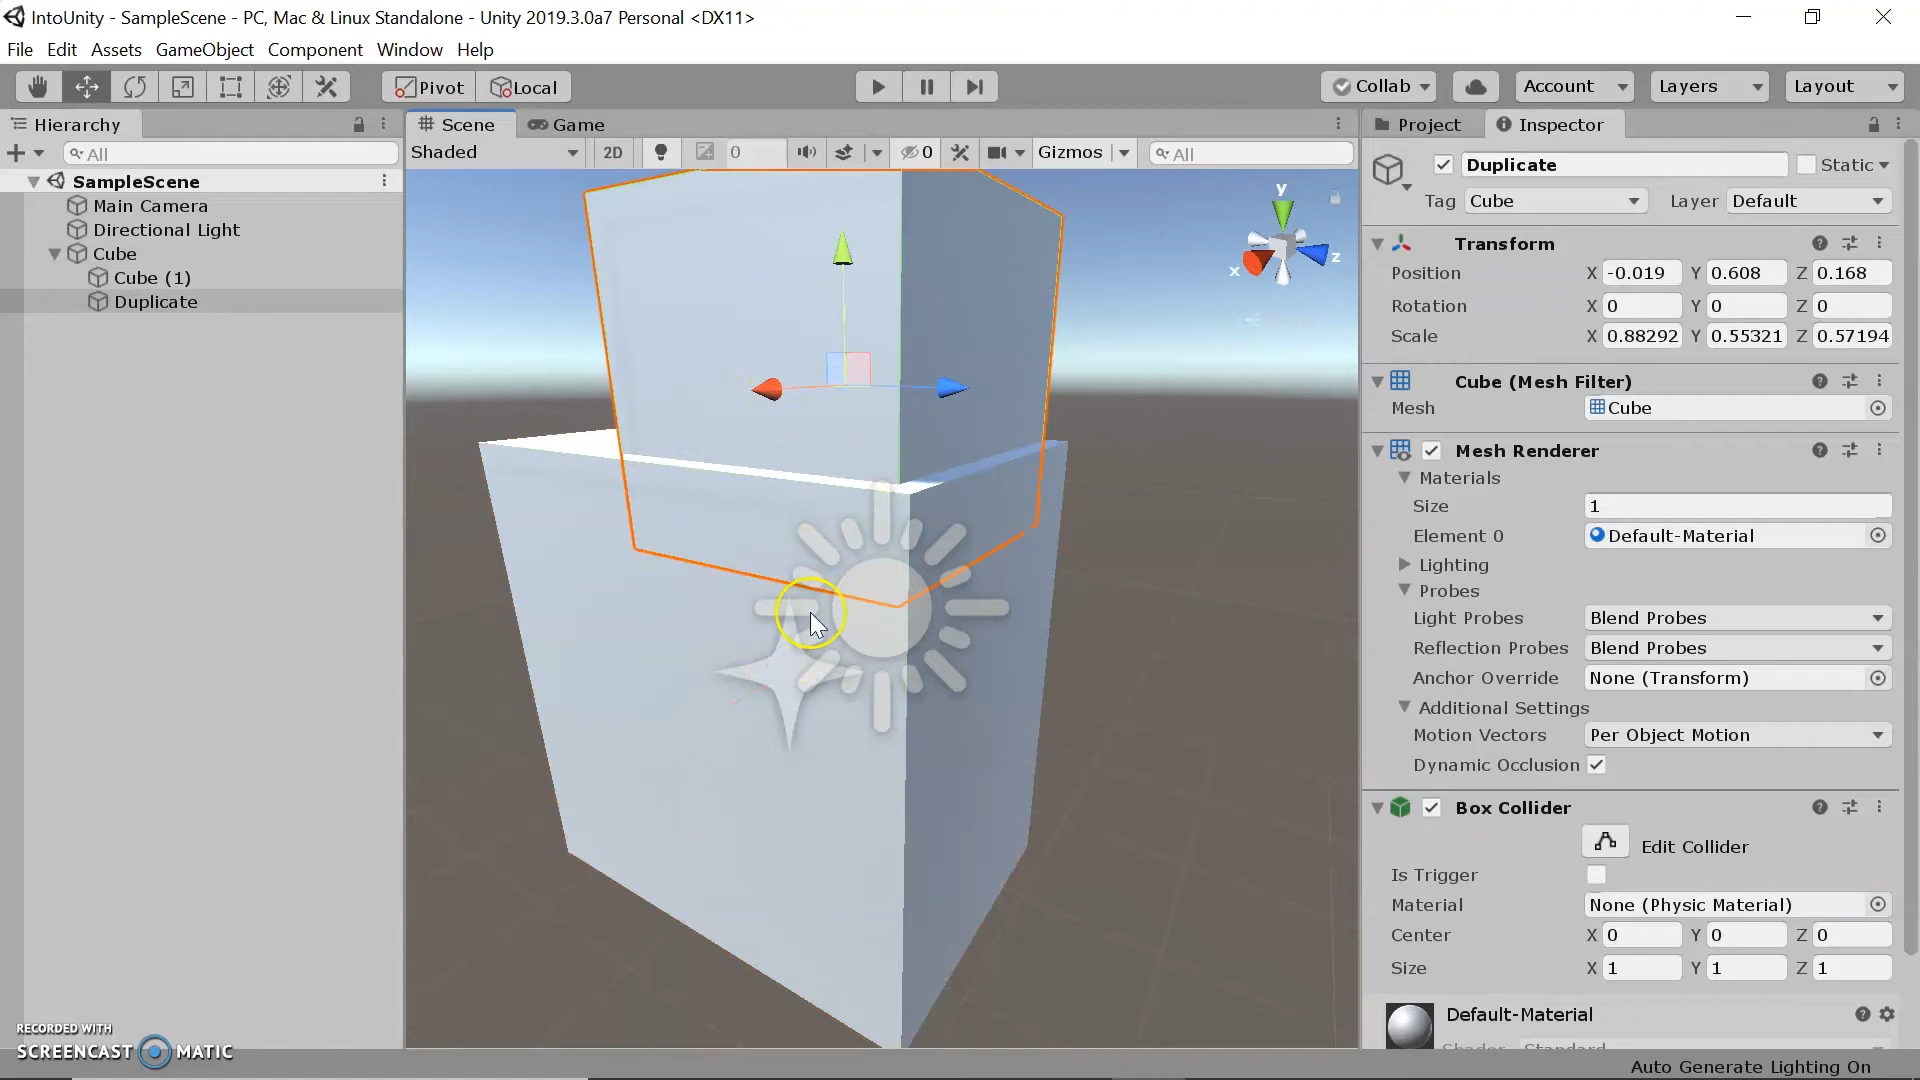 IntoUnity - SampleScene - PC, Mac & Linux Standalone - Unity 2019.3.0a7 Personal <DX11>
File Edit Assets GameObject Component Window Help
Pivot Local Collab Account Layers Layout
Hierarchy
All
SampleScene
Main Camera
Directional Light
Cube
Cube (1)
Duplicate
Scene Game
Shaded 2D 0 0 Gizmos All
y
x z
Project Inspector
Duplicate Static
Tag Cube Layer Default
Transform
Position X -0.019 Y 0.608 Z 0.168
Rotation X 0 Y 0 Z 0
Scale X 0.88292 Y 0.55321 Z 0.57194
Cube (Mesh Filter)
Mesh Cube
Mesh Renderer
Materials
Size 1
Element 0 Default-Material
Lighting
Probes
Light Probes Blend Probes
Reflection Probes Blend Probes
Anchor Override None (Transform)
Additional Settings
Motion Vectors Per Object Motion
Dynamic Occlusion
Box Collider
Edit Collider
Is Trigger
Material None (Physic Material)
Center X 0 Y 0 Z 0
Size X 1 Y 1 Z 1
Default-Material
Shader Standard
Auto Generate Lighting On
RECORDED WITH
SCREENCAST MATIC